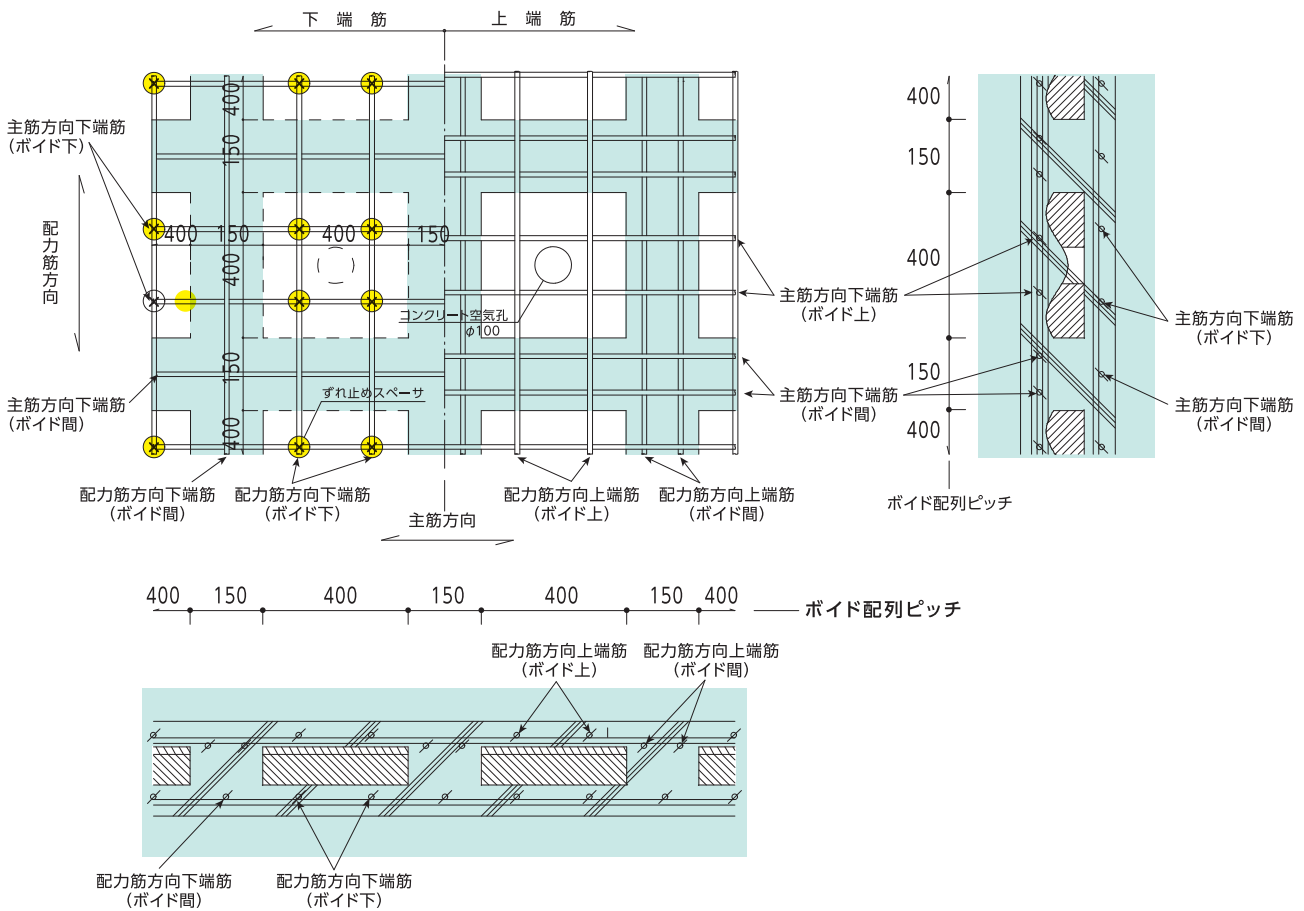 下 端 筋
上 端 筋
400
150
400
150
400
400
150
400
150
主筋方向下端筋
(ボイド下)
配力筋方向
主筋方向下端筋
(ボイド間)
コンクリート空気孔
φ100
ずれ止めスペーサ
配力筋方向下端筋
(ボイド間)
配力筋方向下端筋
(ボイド下)
主筋方向
配力筋方向上端筋
(ボイド上)
配力筋方向上端筋
(ボイド間)
主筋方向下端筋
(ボイド上)
主筋方向下端筋
(ボイド間)
400
150
400
150
400
主筋方向下端筋
(ボイド下)
主筋方向下端筋
(ボイド間)
ボイド配列ピッチ
400 150 400 150 400 150 400
ボイド配列ピッチ
配力筋方向上端筋
(ボイド上)
配力筋方向上端筋
(ボイド間)
配力筋方向下端筋
(ボイド間)
配力筋方向下端筋
(ボイド下)